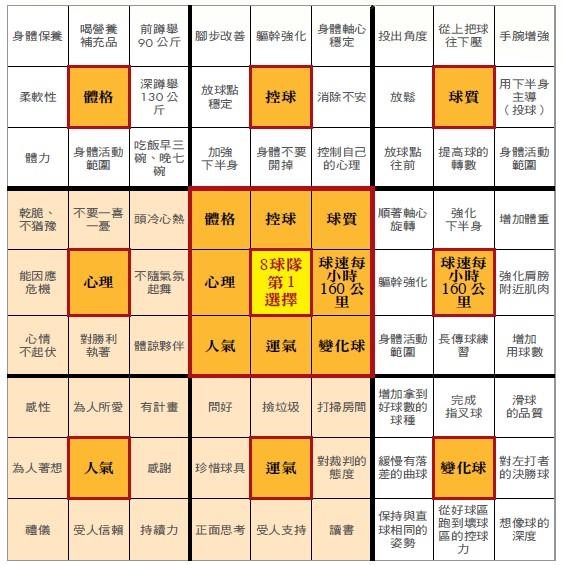 身體保養 喝營養補充品 前蹲舉90公斤 腳步改善 軀幹強化 身體軸心穩定 投出角度 從上把球往下壓 手腕增強
柔軟性 體格 深蹲舉130公斤 放球點穩定 控球 消除不安 放鬆 球質 用下半身主導（投球）
體力 身體活動範圍 吃飯早三碗、晚七碗 加強下半身 身體不要開掉 控制自己的心理 放球點往前 提高球的轉數 身體活動範圍
乾脆、不猶豫 不要一喜一憂 頭冷心熱 體格 控球 球質 順著軸心旋轉 強化下半身 增加體重
能因應危機 心理 不隨氣氛起舞 心理 8球隊第1選擇 球速每小時160公里 軀幹強化 球速每小時160公里 強化肩膀附近肌肉
心情不起伏 對勝利執著 體諒夥伴 人氣 運氣 變化球 身體活動範圍 長傳球練習 增加用球數
感性 為人所愛 有計畫 問好 撿垃圾 打掃房間 增加拿到好球數的球種 完成指叉球 滑球的品質
為人著想 人氣 感謝 珍惜球具 運氣 對裁判的態度 緩慢有落差的曲球 變化球 對左打者的決勝球
禮儀 受人信賴 持續力 正面思考 受人支持 讀書 保持與直球相同的姿勢 從好球區跑到壞球區的控球力 想像球的深度